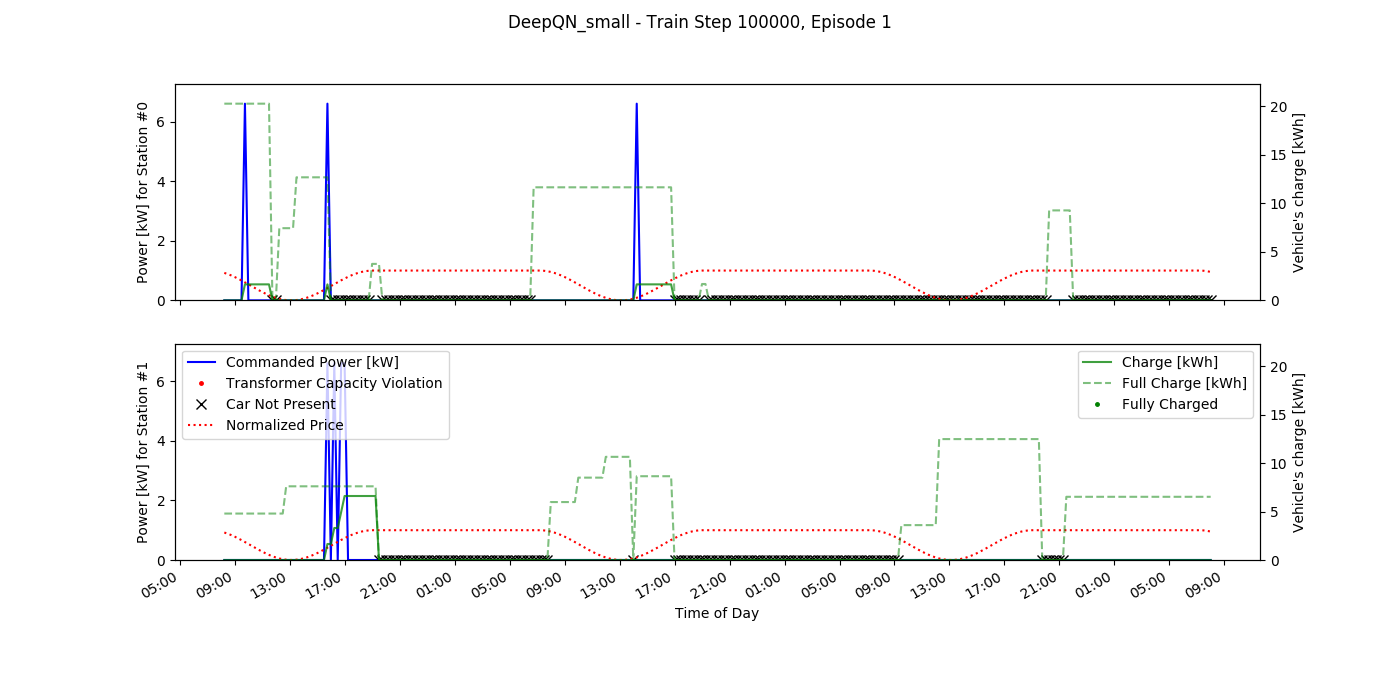 DeepQN_small - Train Step 100000, Episode 1
Power [kW] for Station #0
0
2
4
6
Vehicle's charge [kWh]
0
5
10
15
20
Power [kW] for Station #1
0
2
4
6
Commanded Power [kW]
Transformer Capacity Violation
Car Not Present
Normalized Price
Charge [kWh]
Full Charge [kWh]
Fully Charged
Vehicle's charge [kWh]
0
5
10
15
20
05:00
09:00
13:00
17:00
21:00
01:00
05:00
09:00
13:00
17:00
21:00
01:00
05:00
09:00
13:00
17:00
21:00
01:00
05:00
09:00
Time of Day